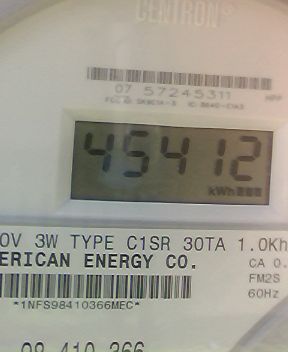 CENTRON®
07 57245311
45412
kWh
0V 3W TYPE C1SR 30TA 1.0Kh
ERICAN ENERGY CO.
CA 0.
FM2S
*1NFS98410366MEC*
60Hz
98 410 366